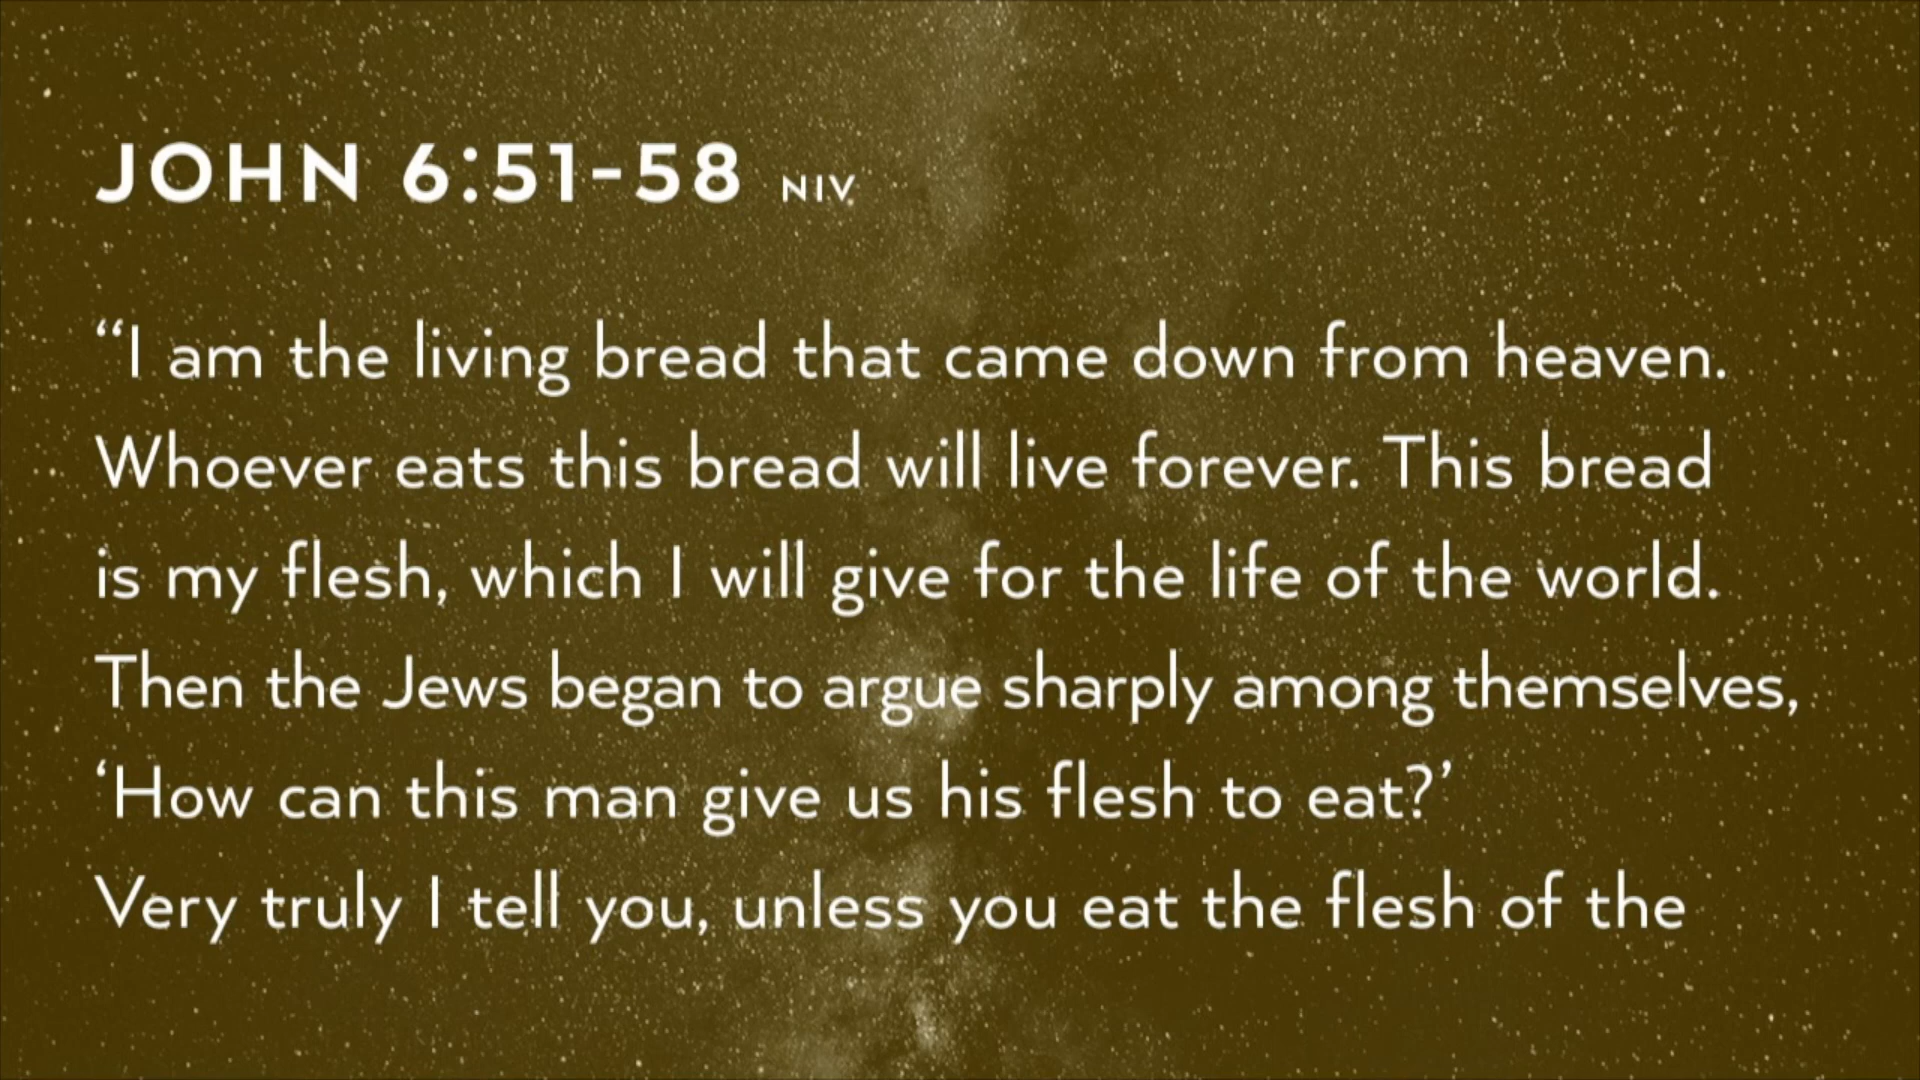 JOHN 6:51-58 NIV
“I am the living bread that came down from heaven.
Whoever eats this bread will live forever. This bread
is my flesh, which I will give for the life of the world.
Then the Jews began to argue sharply among themselves,
‘How can this man give us his flesh to eat?’
Very truly I tell you, unless you eat the flesh of the